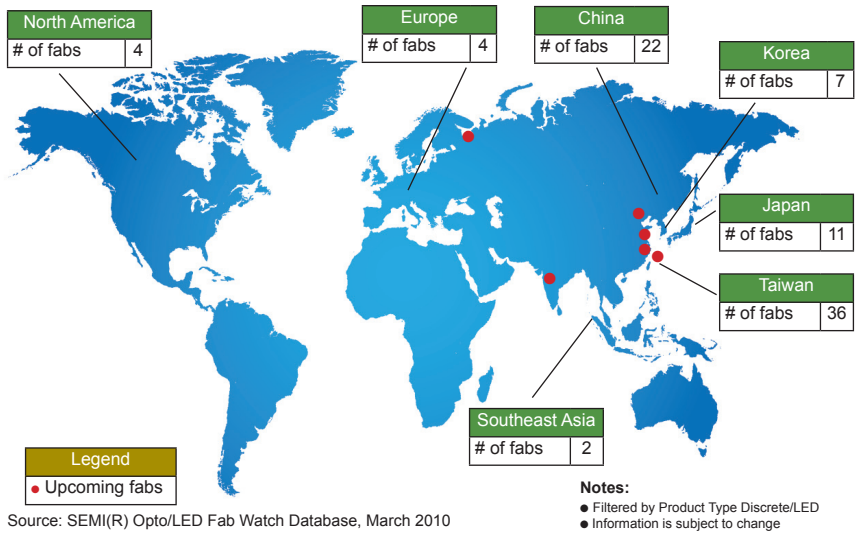 North America
# of fabs 4
Europe
# of fabs 4
China
# of fabs 22
Korea
# of fabs 7
Japan
# of fabs 11
Taiwan
# of fabs 36
Southeast Asia
# of fabs 2
Legend
● Upcoming fabs
Notes:
● Filtered by Product Type Discrete/LED
● Information is subject to change
Source: SEMI(R) Opto/LED Fab Watch Database, March 2010